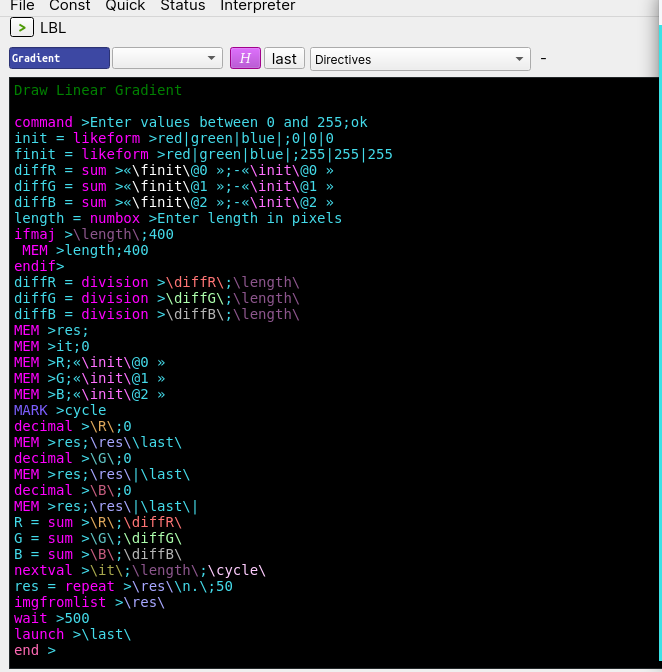 File Const Quick Status Interpreter
> LBL
Gradient H last Directives -
Draw Linear Gradient
command >Enter values between 0 and 255;ok
init = likeform >red|green|blue|;0|0|0
finit = likeform >red|green|blue|;255|255|255
diffR = sum >«\finit\@0 »;-«\init\@0 »
diffG = sum >«\finit\@1 »;-«\init\@1 »
diffB = sum >«\finit\@2 »;-«\init\@2 »
length = numbox >Enter length in pixels
ifmaj >\length\;400
 MEM >length;400
endif>
diffR = division >\diffR\;\length\
diffG = division >\diffG\;\length\
diffB = division >\diffB\;\length\
MEM >res;
MEM >it;0
MEM >R;«\init\@0 »
MEM >G;«\init\@1 »
MEM >B;«\init\@2 »
MARK >cycle
decimal >\R\;0
MEM >res;\res\\last\
decimal >\G\;0
MEM >res;\res\|\last\
decimal >\B\;0
MEM >res;\res\|\last\|
R = sum >\R\;\diffR\
G = sum >\G\;\diffG\
B = sum >\B\;\diffB\
nextval >\it\;\length\;\cycle\
res = repeat >\res\\n.\;50
imgfromlist >\res\
wait >500
launch >\last\
end >